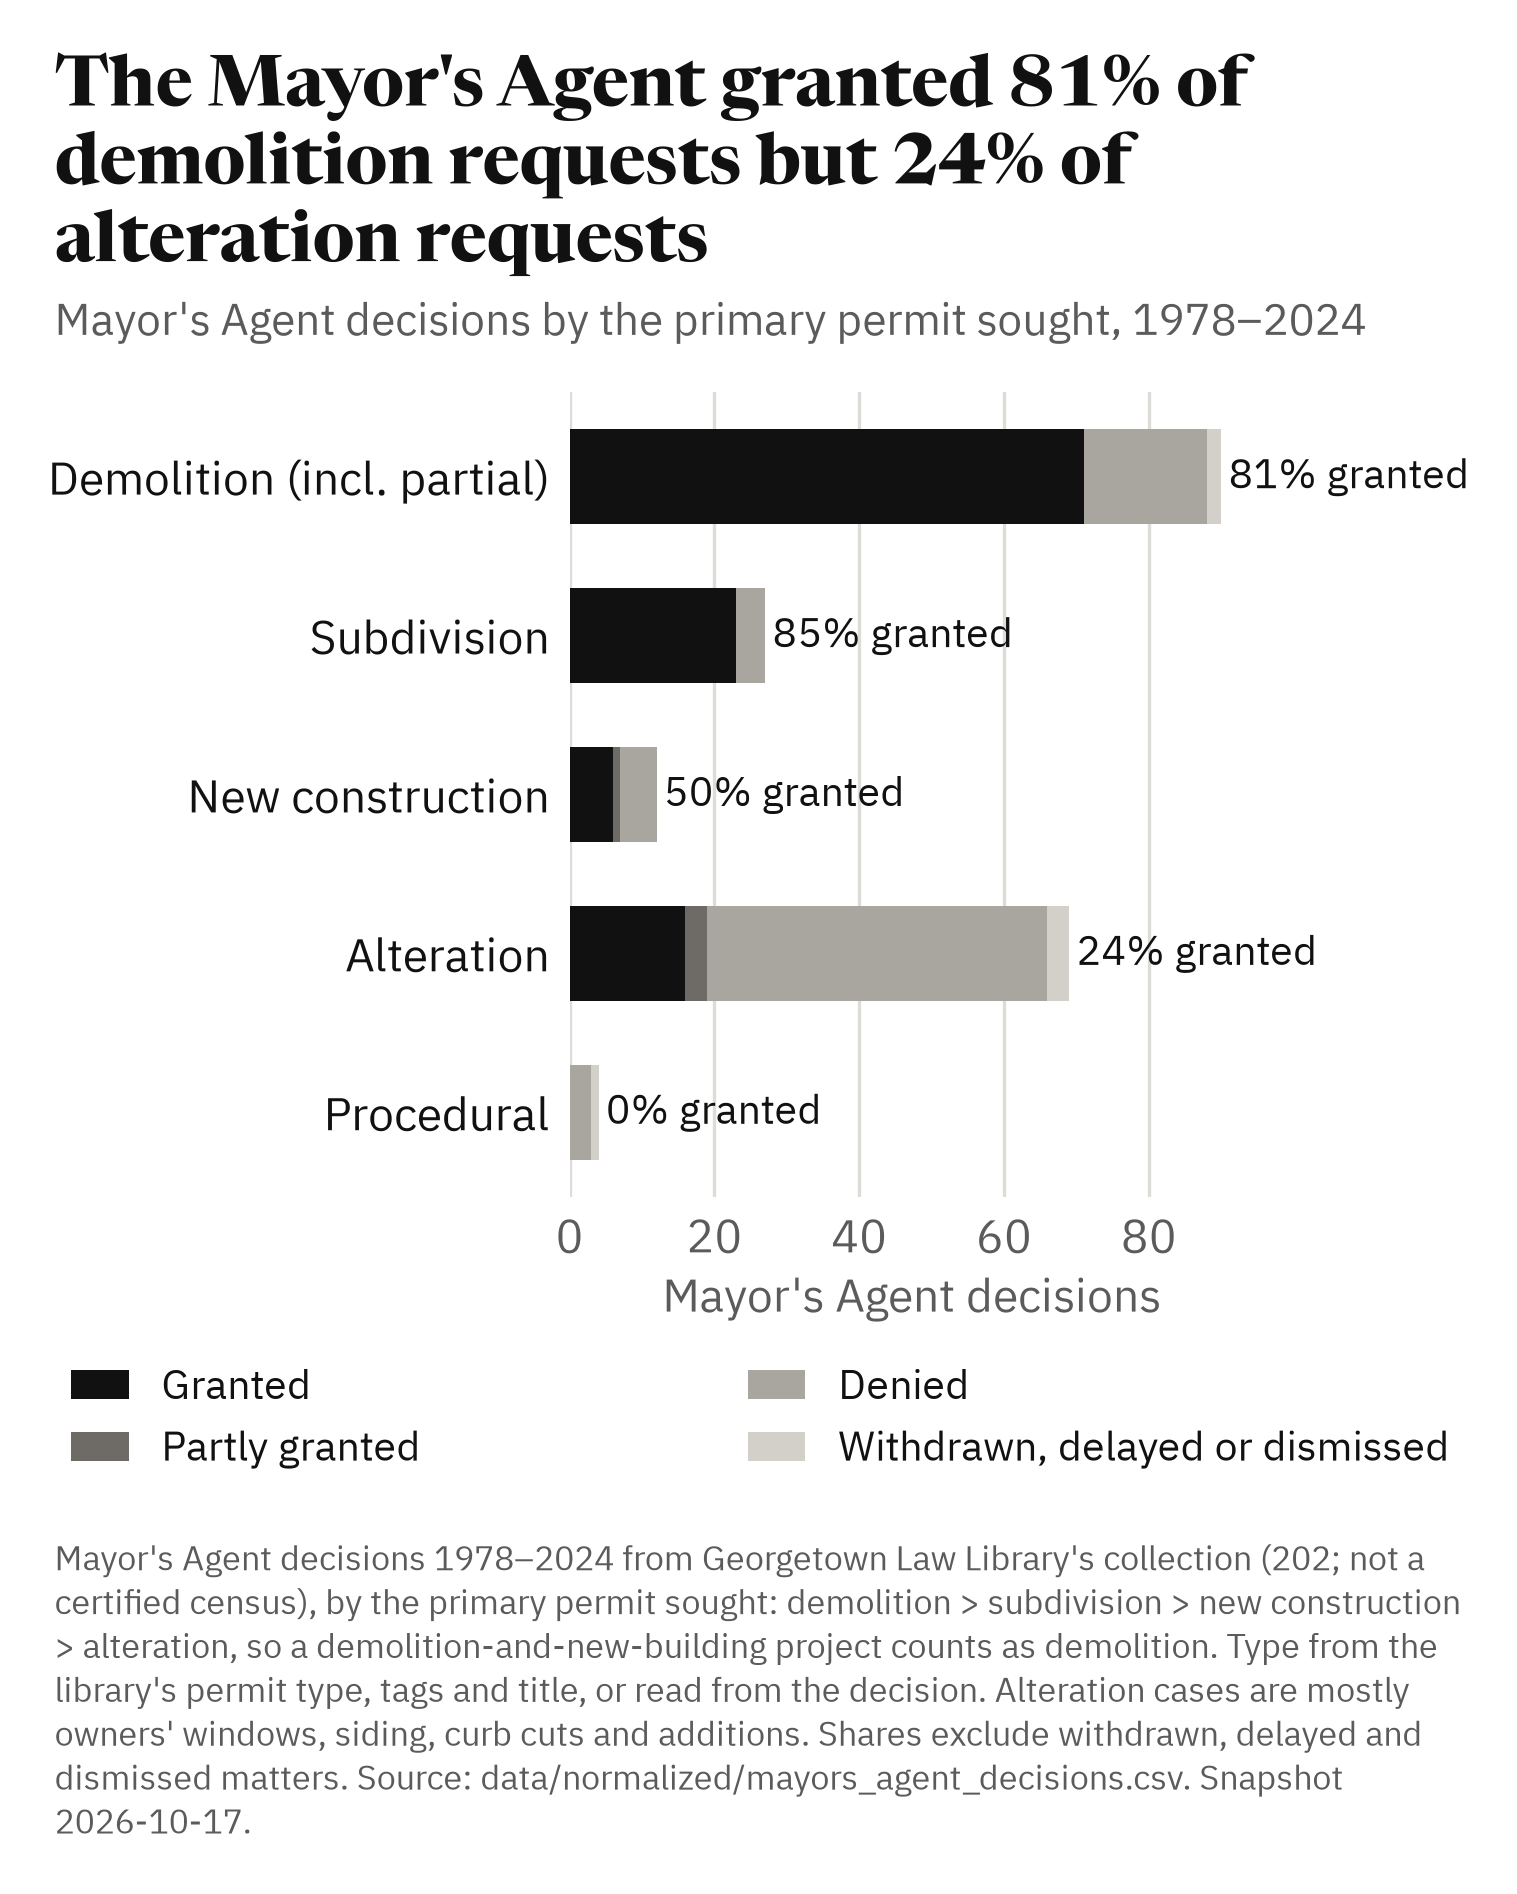 The Mayor's Agent granted 81% of
demolition requests but 24% of
alteration requests
Mayor's Agent decisions by the primary permit sought, 1978–2024
Demolition (incl. partial)
81% granted
Subdivision
85% granted
New construction
50% granted
Alteration
24% granted
Procedural
0% granted
0 20 40 60 80
Mayor's Agent decisions
Granted
Denied
Partly granted
Withdrawn, delayed or dismissed
Mayor's Agent decisions 1978–2024 from Georgetown Law Library's collection (202; not a
certified census), by the primary permit sought: demolition > subdivision > new construction
> alteration, so a demolition-and-new-building project counts as demolition. Type from the
library's permit type, tags and title, or read from the decision. Alteration cases are mostly
owners' windows, siding, curb cuts and additions. Shares exclude withdrawn, delayed and
dismissed matters. Source: data/normalized/mayors_agent_decisions.csv. Snapshot
2026-10-17.